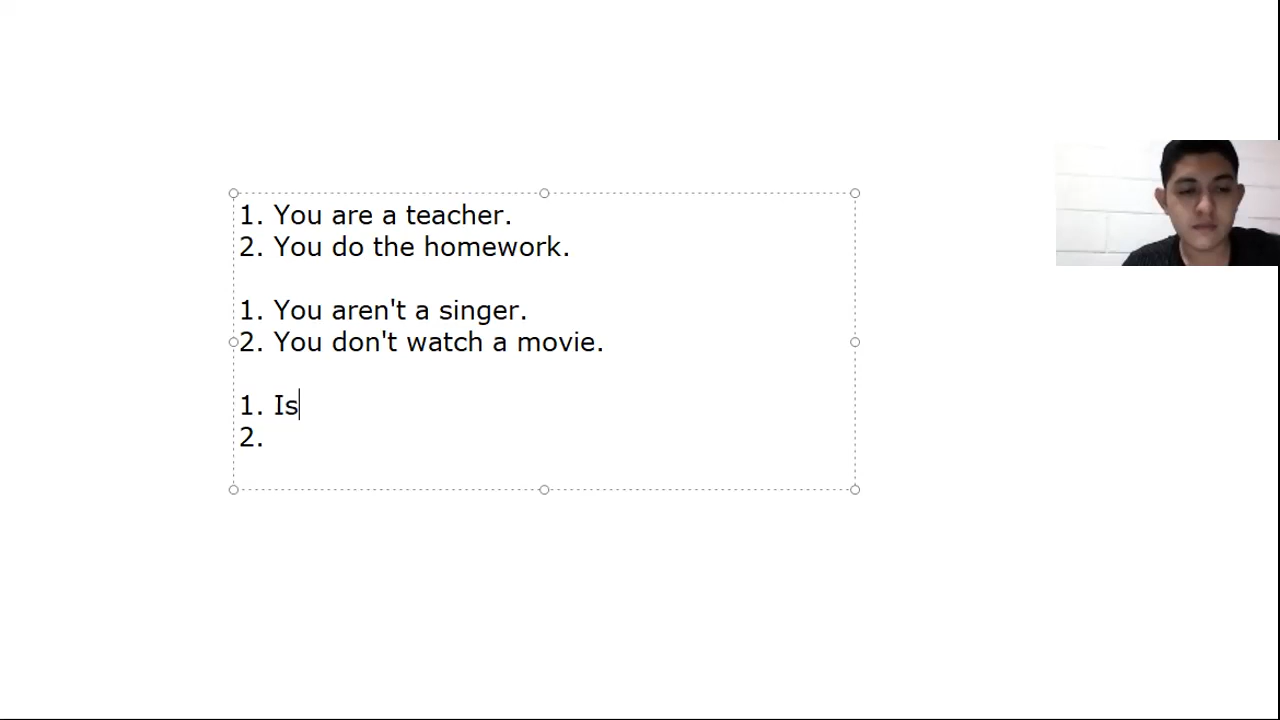 1. You are a teacher.
2. You do the homework.
1. You aren't a singer.
2. You don't watch a movie.
1. Is
2.